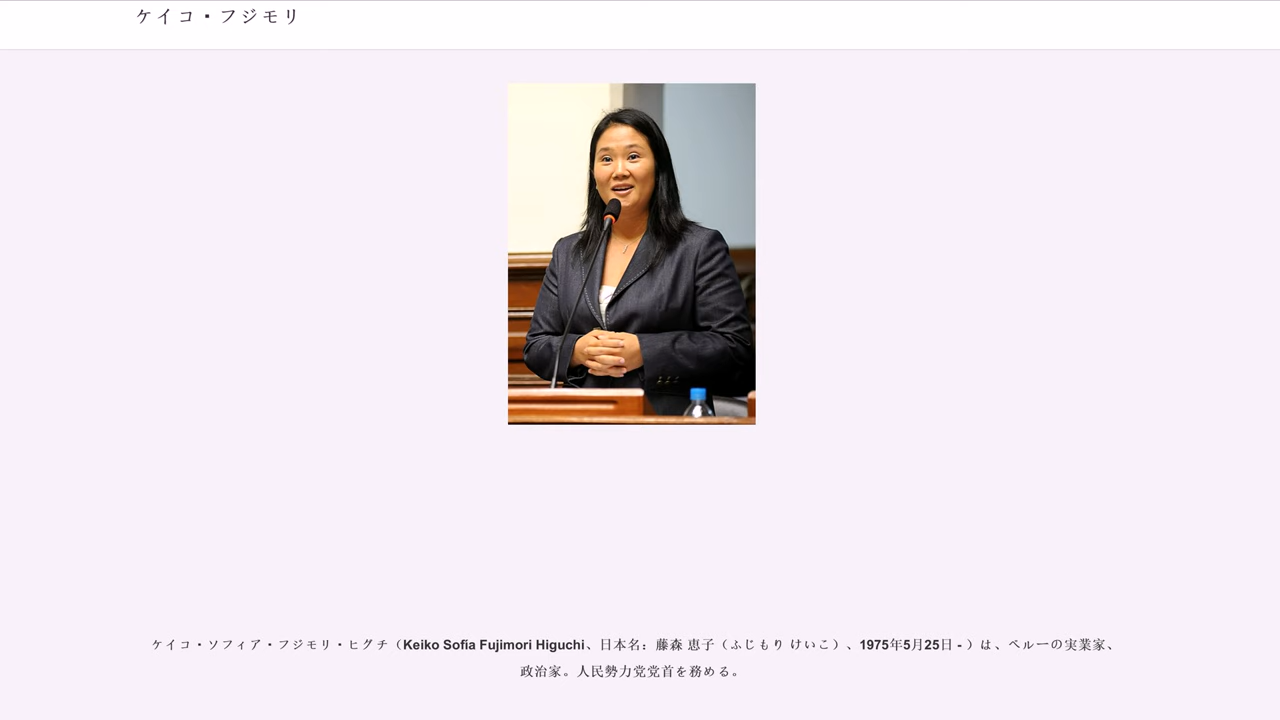 ケイコ・フジモリ
ケイコ・ソフィア・フジモリ・ヒグチ（Keiko Sofía Fujimori Higuchi、日本名：藤森 恵子（ふじもり けいこ）、1975年5月25日 - ）は、ペルーの実業家、
政治家。人民勢力党党首を務める。